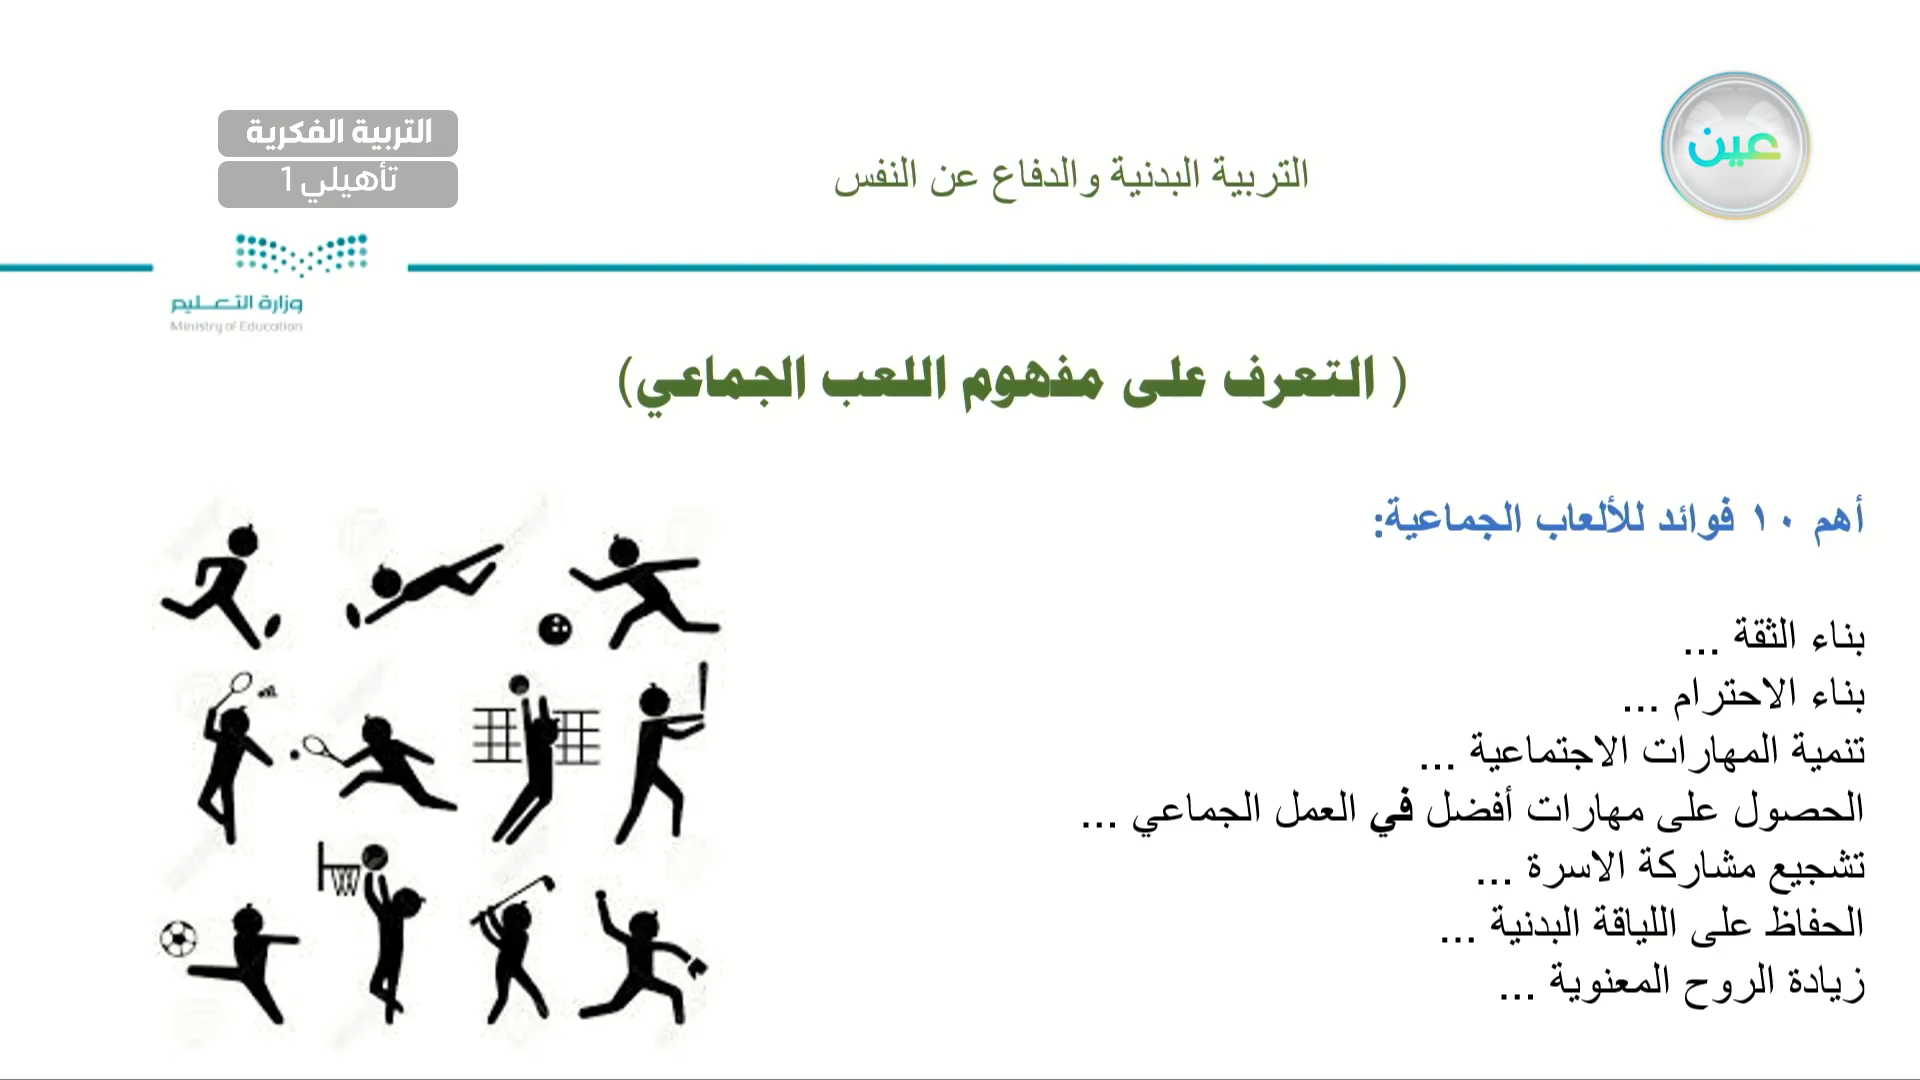 التربية الفكرية
تأهيلي 1
التربية البدنية والدفاع عن النفس
عين
وزارة التعليم
Ministry of Education
( التعرف على مفهوم اللعب الجماعي)
أهم ١٠ فوائد للألعاب الجماعية:
بناء الثقة ...
بناء الاحترام ...
تنمية المهارات الاجتماعية ...
الحصول على مهارات أفضل في العمل الجماعي ...
تشجيع مشاركة الاسرة ...
الحفاظ على اللياقة البدنية ...
زيادة الروح المعنوية ...